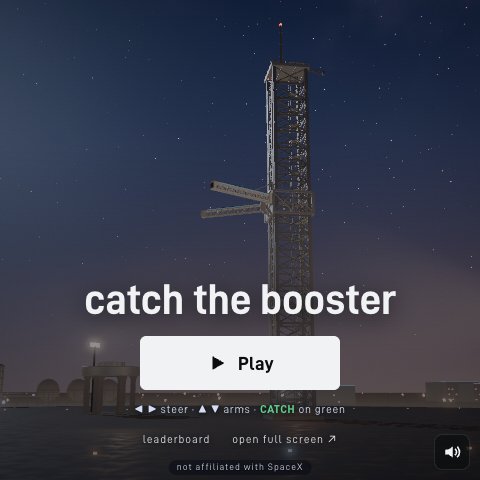 catch the booster
▶ Play
◀ ▶ steer · ▲ ▼ arms · CATCH on green
leaderboard open full screen ↗
not affiliated with SpaceX